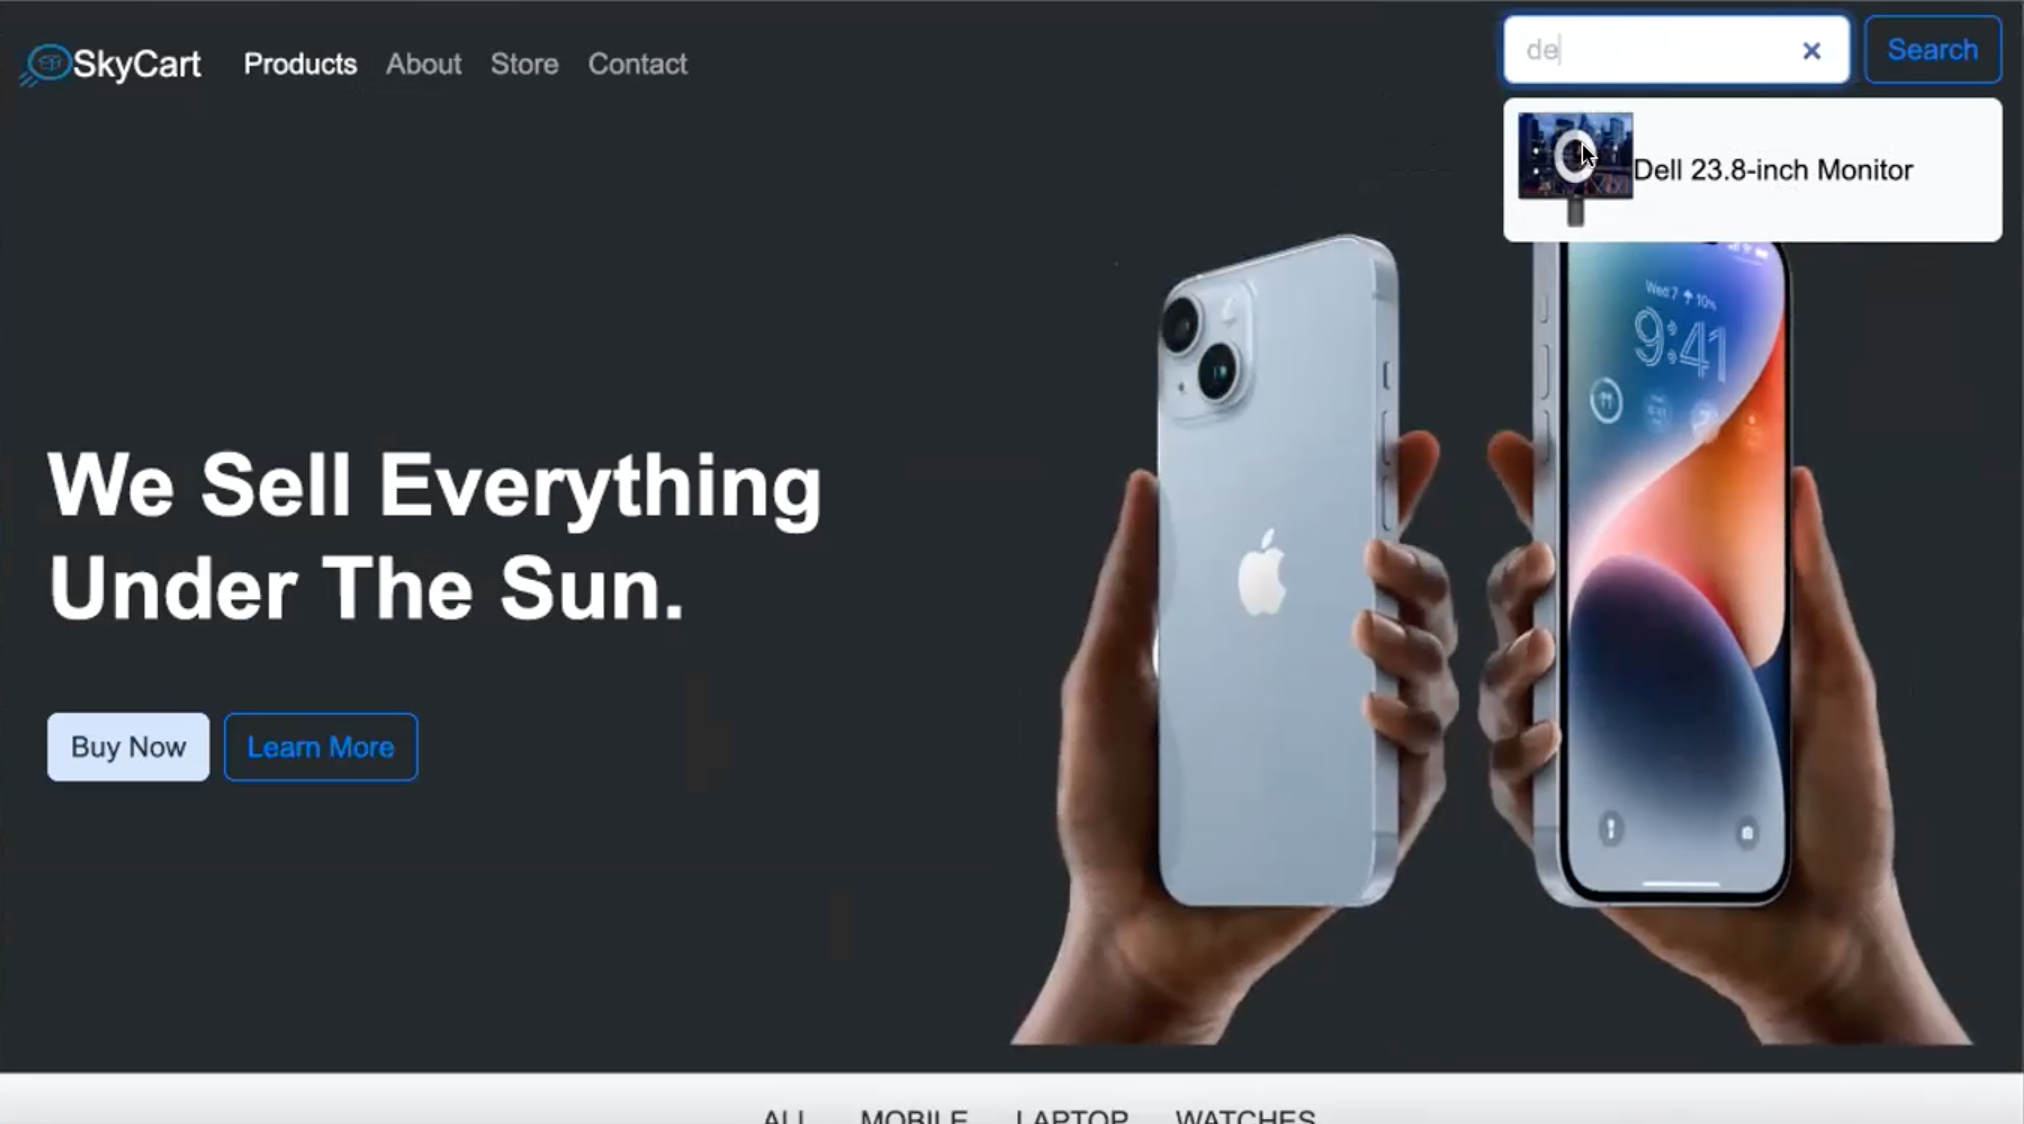 SkyCart
Products
About
Store
Contact
de
Search
Dell 23.8-inch Monitor
Wed 7 10%
9:41
We Sell Everything
Under The Sun.
Buy Now
Learn More
ALL
MOBILE
LAPTOP
WATCHES